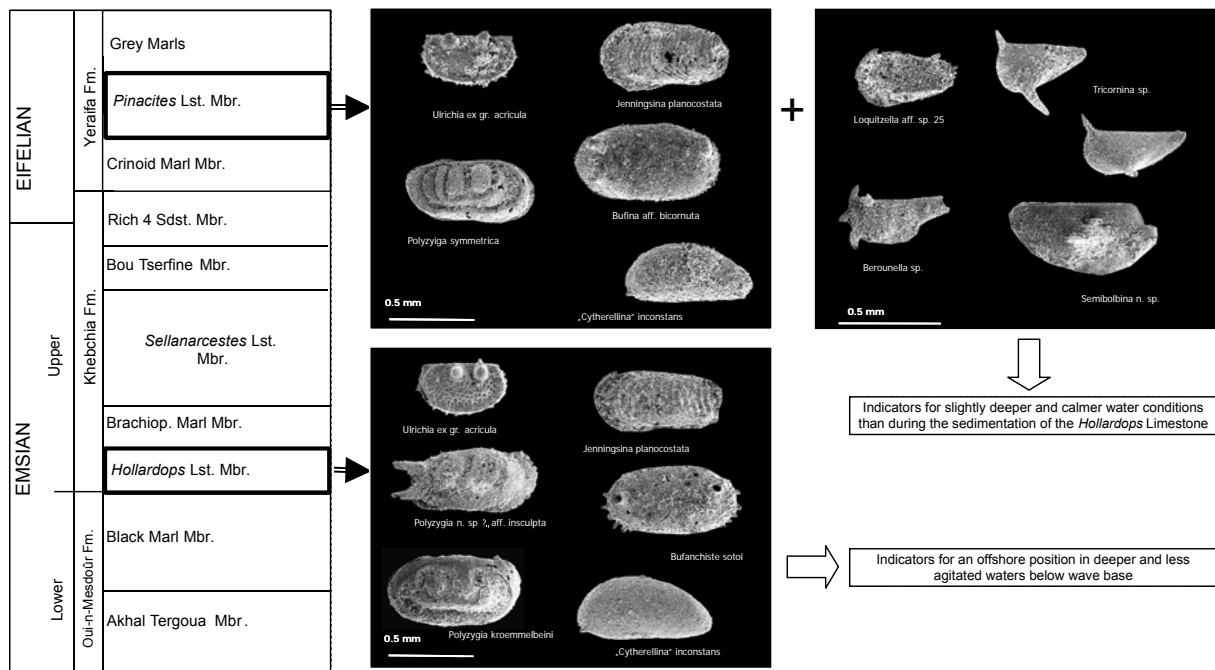 EIFELIAN
EMSIAN
Upper
Lower
Yeraifa Fm.
Khebchia Fm.
Oui-n-Mesdoûr Fm.
Grey Marls
Pinacites Lst. Mbr.
Crinoid Marl Mbr.
Rich 4 Sdst. Mbr.
Bou Tserfine Mbr.
Sellanarcestes Lst.
Mbr.
Brachiop. Marl Mbr.
Hollardops Lst. Mbr.
Black Marl Mbr.
Akhal Tergoua Mbr.
Ulrichia ex gr. acricula
Jenningsina planocostata
Polyzyiga symmetrica
Bufina aff. bicornuta
0.5 mm
„Cytherellina“ inconstans
+
Loquitzella aff. sp. 25
Tricornina sp.
Berounella sp.
Semibolbina n. sp.
0.5 mm
Ulrichia ex gr. acricula
Jenningsina planocostata
Polyzygia n. sp ?„ aff. insculpta
Bufanchiste sotoi
Polyzygia kroemmelbeini
0.5 mm
„Cytherellina“ inconstans
Indicators for slightly deeper and calmer water conditions
than during the sedimentation of the Hollardops Limestone
Indicators for an offshore position in deeper and less
agitated waters below wave base